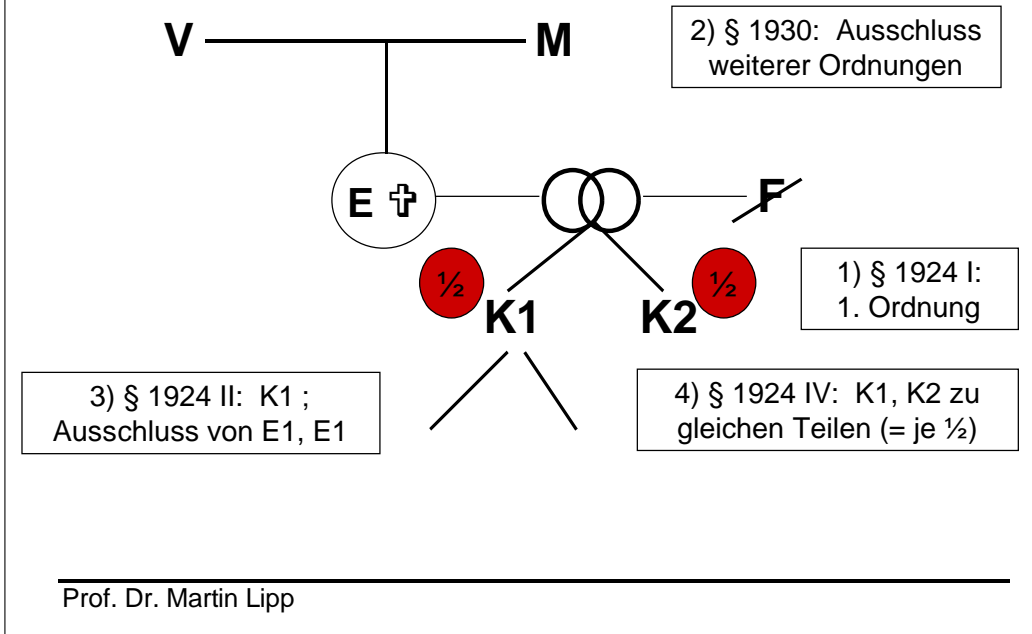 V
M
2) § 1930: Ausschluss
weiterer Ordnungen
E ✞
F
½
½
K1
K2
1) § 1924 I:
1. Ordnung
3) § 1924 II: K1 ;
Ausschluss von E1, E1
4) § 1924 IV: K1, K2 zu
gleichen Teilen (= je ½)
Prof. Dr. Martin Lipp